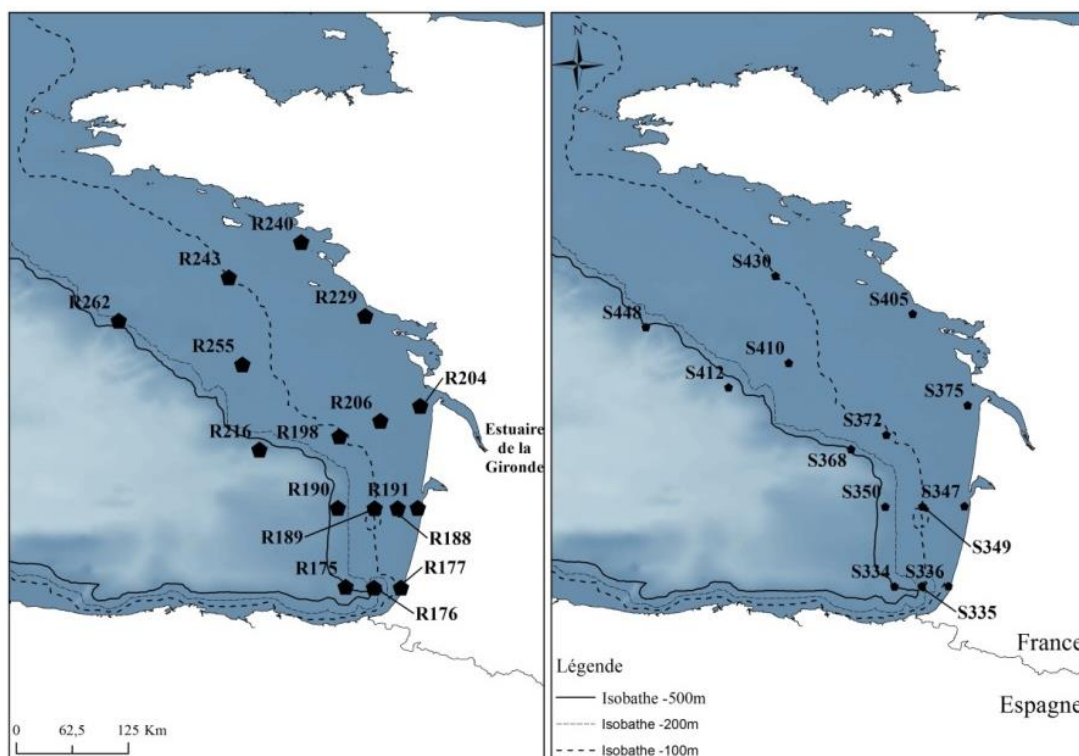 R240
R243
R229
R262
R255
R204
R206
R198
Estuaire
de la
Gironde
R216
R190
R191
R189
R188
R175
R177
R176
0 62,5 125 Km
N
S430
S405
S448
S410
S412
S375
S372
S368
S350
S347
S349
S334
S336
S335
France
Légende
Isobathe -500m
Espagne
Isobathe -200m
Isobathe -100m